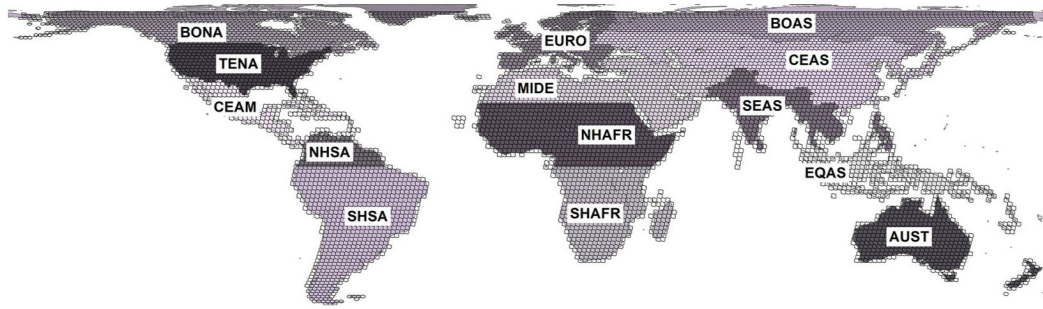 BONA
TENA
CEAM
NHSA
SHSA
EURO
MIDE
NHAFR
SHAFR
BOAS
CEAS
SEAS
EQAS
AUST